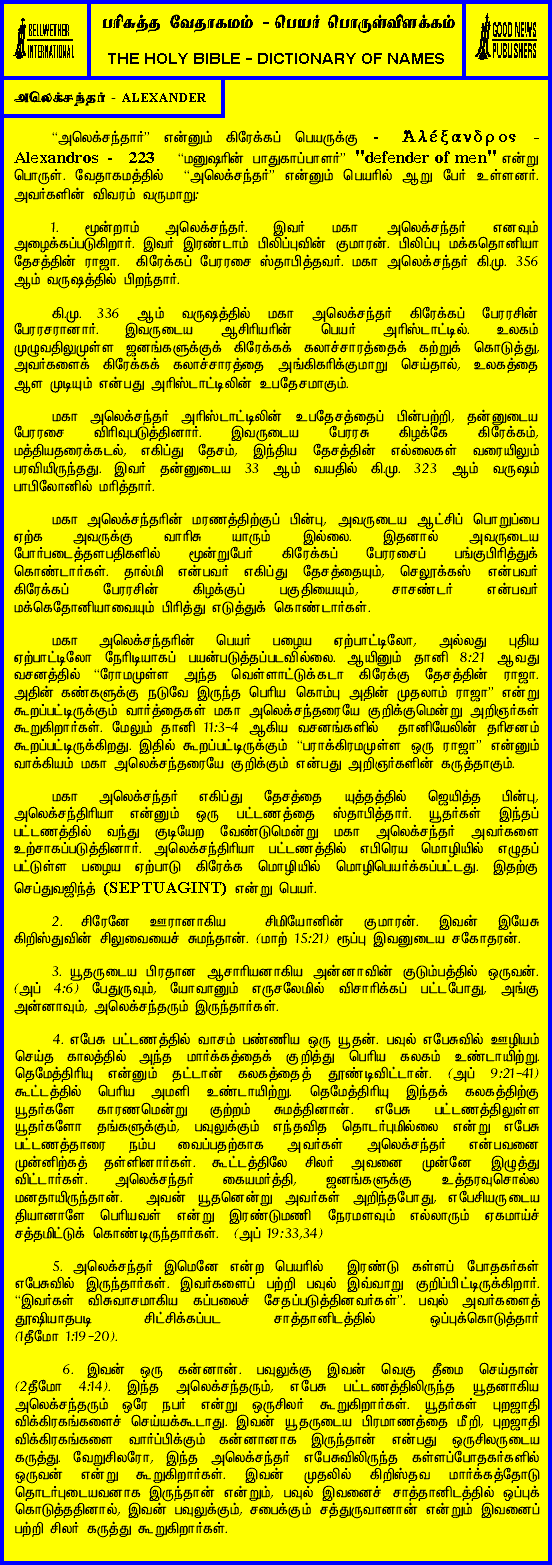 BELLWETHER
INTERNATIONAL
பரிசுத்த வேதாகமம் - பெயர் பொருள்விளக்கம்
THE HOLY BIBLE - DICTIONARY OF NAMES
GOOD NEWS
PUBLISHERS
அலெக்சந்தர் - ALEXANDER
“அலெக்சந்தார்” என்னும் கிரேக்கப் பெயருக்கு - Ἀλέξανδρος -
Alexandros - 223 “மனுஷரின் பாதுகாப்பாளர்” "defender of men" என்று
பொருள். வேதாகமத்தில் “அலெக்சந்தர்” என்னும் பெயரில் ஆறு பேர் உள்ளனர்.
அவர்களின் விவரம் வருமாறு:
1. மூன்றாம் அலெக்சந்தர். இவர் மகா அலெக்சந்தர் எனவும்
அழைக்கப்படுகிறார். இவர் இரண்டாம் பிலிப்புவின் குமாரன். பிலிப்பு மக்கதொனியா
தேசத்தின் ராஜா. கிரேக்கப் பேரரசை ஸ்தாபித்தவர். மகா அலெக்சந்தர் கி.மு. 356
ஆம் வருஷத்தில் பிறந்தார்.
கி.மு. 336 ஆம் வருஷத்தில் மகா அலெக்சந்தர் கிரேக்கப் பேரரசின்
பேரரசரானார். இவருடைய ஆசிரியரின் பெயர் அரிஸ்டாட்டில். உலகம்
முழுவதிலுமுள்ள ஜனங்களுக்குக் கிரேக்கக் கலாச்சாரத்தைக் கற்றுக் கொடுத்து,
அவர்களைக் கிரேக்கக் கலாச்சாரத்தை அங்கிகரிக்குமாறு செய்தால், உலகத்தை
ஆள முடியும் என்பது அரிஸ்டாட்டிலின் உபதேசமாகும்.
மகா அலெக்சந்தர் அரிஸ்டாட்டிலின் உபதேசத்தைப் பின்பற்றி, தன்னுடைய
பேரரசை விரிவுபடுத்தினார். இவருடைய பேரரசு கிழக்கே கிரேக்கம்,
மத்தியதரைக்கடல், எகிப்து தேசம், இந்திய தேசத்தின் எல்லைகள் வரையிலும்
பரவியிருந்தது. இவர் தன்னுடைய 33 ஆம் வயதில் கி.மு. 323 ஆம் வருஷம்
பாபிலோனில் மரித்தார்.
மகா அலெக்சந்தரின் மரணத்திற்குப் பின்பு, அவருடைய ஆட்சிப் பொறுப்பை
ஏற்க அவருக்கு வாரிசு யாரும் இல்லை. இதனால் அவருடைய
போர்படைத்தளபதிகளில் மூன்றுபேர் கிரேக்கப் பேரரசைப் பங்குபிரித்துக்
கொண்டார்கள். தால்மி என்பவர் எகிப்து தேசத்தையும், செலூக்கஸ் என்பவர்
கிரேக்கப் பேரரசின் கிழக்குப் பகுதியையும், சாசண்டர் என்பவர்
மக்கெதோனியாவையும் பிரித்து எடுத்துக் கொண்டார்கள்.
மகா அலெக்சந்தரின் பெயர் பழைய ஏற்பாட்டிலோ, அல்லது புதிய
ஏற்பாட்டிலோ நேரிடியாகப் பயன்படுத்தப்படவில்லை. ஆயினும் தானி 8:21 ஆவது
வசனத்தில் “ரோமமுள்ள அந்த வெள்ளாட்டுக்கடா கிரேக்கு தேசத்தின் ராஜா.
அதின் கண்களுக்கு நடுவே இருந்த பெரிய கொம்பு அதின் முதலாம் ராஜா” என்று
கூறப்பட்டிருக்கும் வார்த்தைகள் மகா அலெக்சந்தரையே குறிக்குமென்று அறிஞர்கள்
கூறுகிறார்கள். மேலும் தானி 11:3-4 ஆகிய வசனங்களில் தானியேலின் தரிசனம்
கூறப்பட்டிருக்கிறது. இதில் கூறப்பட்டிருக்கும் “பராக்கிரமமுள்ள ஒரு ராஜா” என்னும்
வாக்கியம் மகா அலெக்சந்தரையே குறிக்கும் என்பது அறிஞர்களின் கருத்தாகும்.
மகா அலெக்சந்தர் எகிப்து தேசத்தை யுத்தத்தில் ஜெயித்த பின்பு,
அலெக்சந்திரியா என்னும் ஒரு பட்டணத்தை ஸ்தாபித்தார். யூதர்கள் இந்தப்
பட்டணத்தில் வந்து குடியேற வேண்டுமென்று மகா அலெக்சந்தர் அவர்களை
உற்சாகப்படுத்தினார். அலெக்சந்திரியா பட்டணத்தில் எபிரெய மொழியில் எழுதப்
பட்டுள்ள பழைய ஏற்பாடு கிரேக்க மொழியில் மொழிபெயர்க்கப்பட்டது. இதற்கு
செப்துவஜிந்த் (SEPTUAGINT) என்று பெயர்.
2. சிரேனே ஊரானாகிய சிமியோனின் குமாரன். இவன் இயேசு
கிறிஸ்துவின் சிலுவையைச் சுமந்தான். (மாற் 15:21) ரூப்பு இவனுடைய சகோதரன்.
3. யூதருடைய பிரதான ஆசாரியனாகிய அன்னாவின் குடும்பத்தில் ஒருவன்.
(அப் 4:6) பேதுருவும், யோவானும் எருசலேமில் விசாரிக்கப் பட்டபோது, அங்கு
அன்னாவும், அலெக்சந்தரும் இருந்தார்கள்.
4. எபேசு பட்டணத்தில் வாசம் பண்ணிய ஒரு யூதன். பவுல் எபேசுவில் ஊழியம்
செய்த காலத்தில் அந்த மார்க்கத்தைக் குறித்து பெரிய கலகம் உண்டாயிற்று.
தெமேத்திரியு என்னும் தட்டான் கலகத்தைத் தூண்டிவிட்டான். (அப் 9:21-41)
கூட்டத்தில் பெரிய அமளி உண்டாயிற்று. தெமேத்திரியு இந்தக் கலகத்திற்கு
யூதர்களே காரணமென்று குற்றம் சுமத்தினான். எபேசு பட்டணத்திலுள்ள
யூதர்களோ தங்களுக்கும், பவுலுக்கும் எந்தவித தொடர்புமில்லை என்று எபேசு
பட்டணத்தாரை நம்ப வைப்பதற்காக அவர்கள் அலெக்சந்தர் என்பவனை
முன்னிற்கத் தள்ளினார்கள். கூட்டத்திலே சிலர் அவனை முன்னே இழுத்து
விட்டார்கள். அலெக்சந்தர் கையமர்த்தி, ஜனங்களுக்கு உத்தரவுசொல்ல
மனதாயிருந்தான். அவன் யூதனென்று அவர்கள் அறிந்தபோது, எபேசியருடைய
தியானாளே பெரியவள் என்று இரண்டுமணி நேரமளவும் எல்லாரும் ஏகமாய்ச்
சத்தமிட்டுக் கொண்டிருந்தார்கள். (அப் 19:33,34)
5. அலெக்சந்தர் இமெனே என்ற பெயரில் இரண்டு கள்ளப் போதகர்கள்
எபேசுவில் இருந்தார்கள். இவர்களைப் பற்றி பவுல் இவ்வாறு குறிப்பிட்டிருக்கிறார்.
“இவர்கள் விசுவாசமாகிய கப்பலைச் சேதப்படுத்தினவர்கள்”. பவுல் அவர்களைத்
தூஷியாதபடி சிட்சிக்கப்பட சாத்தானிடத்தில் ஒப்புக்கொடுத்தார்
(1தீமோ 1:19-20).
6. இவன் ஒரு கன்னான். பவுலுக்கு இவன் வெகு தீமை செய்தான்
(2தீமோ 4:14). இந்த அலெக்சந்தரும், எபேசு பட்டணத்திலிருந்த யூதனாகிய
அலெக்சந்தரும் ஒரே நபர் என்று ஒருசிலர் கூறுகிறார்கள். யூதர்கள் புறஜாதி
விக்கிரகங்களைச் செய்யக்கூடாது. இவன் யூதருடைய பிரமாணத்தை மீறி, புறஜாதி
விக்கிரகங்களை வார்ப்பிக்கும் கன்னானாக இருந்தான் என்பது ஒருசிலருடைய
கருத்து. வேறுசிலரோ, இந்த அலெக்சந்தர் எபேசுவிலிருந்த கள்ளப்போதகர்களில்
ஒருவன் என்று கூறுகிறார்கள். இவன் முதலில் கிறிஸ்தவ மார்க்கத்தோடு
தொடர்புடையவனாக இருந்தான் என்றும், பவுல் இவனைச் சாத்தானிடத்தில் ஒப்புக்
கொடுத்ததினால், இவன் பவுலுக்கும், சபைக்கும் சத்துருவானான் என்றும் இவனைப்
பற்றி சிலர் கருத்து கூறுகிறார்கள்.